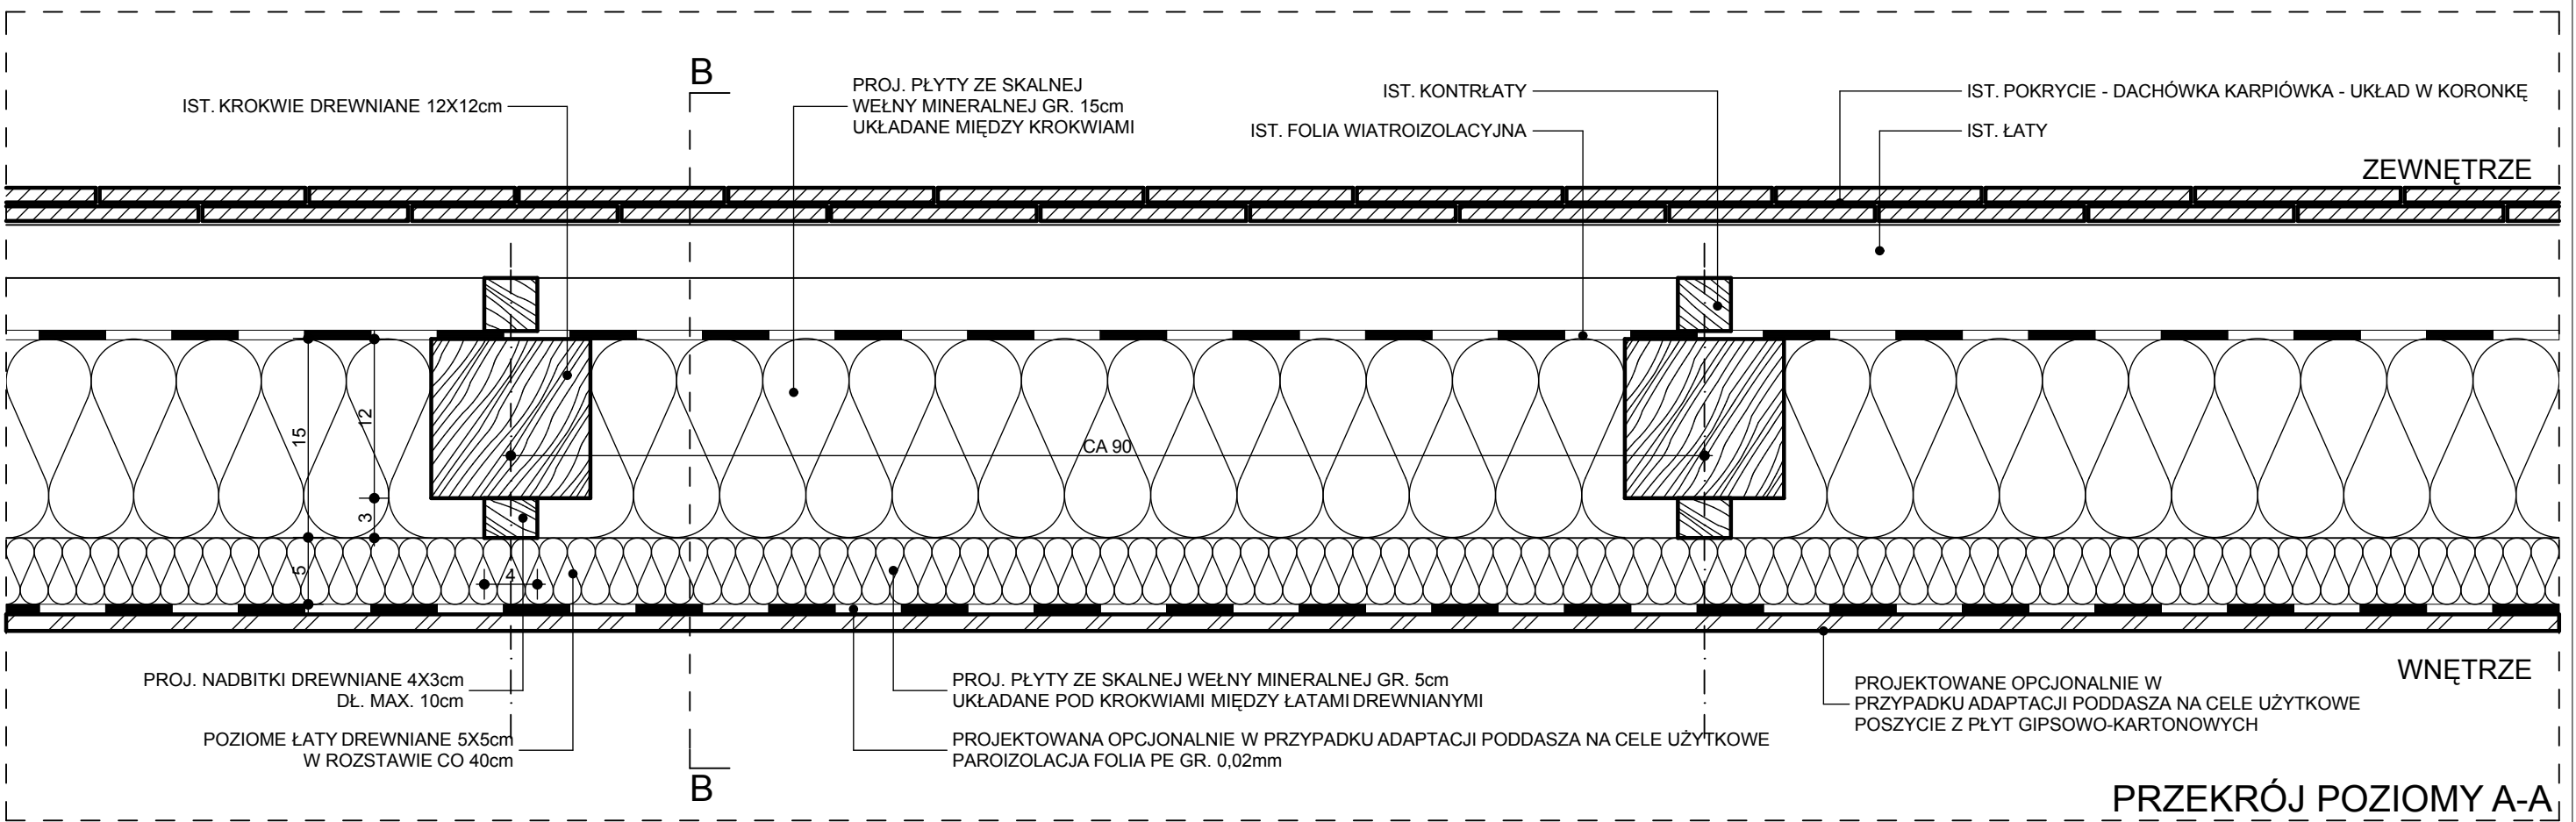 B
IST. KROKWIE DREWNIANE 12X12cm
PROJ. PŁYTY ZE SKALNEJ
WEŁNY MINERALNEJ GR. 15cm
UKŁADANE MIĘDZY KROKWIAMI
IST. KONTRŁATY
IST. FOLIA WIATROIZOLACYJNA
IST. POKRYCIE - DACHÓWKA KARPIÓWKA - UKŁAD W KORONKĘ
IST. ŁATY
ZEWNĘTRZE
15
12
3
5
4
CA 90
PROJ. NADBITKI DREWNIANE 4X3cm
DŁ. MAX. 10cm
POZIOME ŁATY DREWNIANE 5X5cm
W ROZSTAWIE CO 40cm
B
PROJ. PŁYTY ZE SKALNEJ WEŁNY MINERALNEJ GR. 5cm
UKŁADANE POD KROKWIAMI MIĘDZY ŁATAMI DREWNIANYMI
PROJEKTOWANA OPCJONALNIE W PRZYPADKU ADAPTACJI PODDASZA NA CELE UŻYTKOWE
PAROIZOLACJA FOLIA PE GR. 0,02mm
WNĘTRZE
PROJEKTOWANE OPCJONALNIE W
PRZYPADKU ADAPTACJI PODDASZA NA CELE UŻYTKOWE
POSZYCIE Z PŁYT GIPSOWO-KARTONOWYCH
PRZEKRÓJ POZIOMY A-A